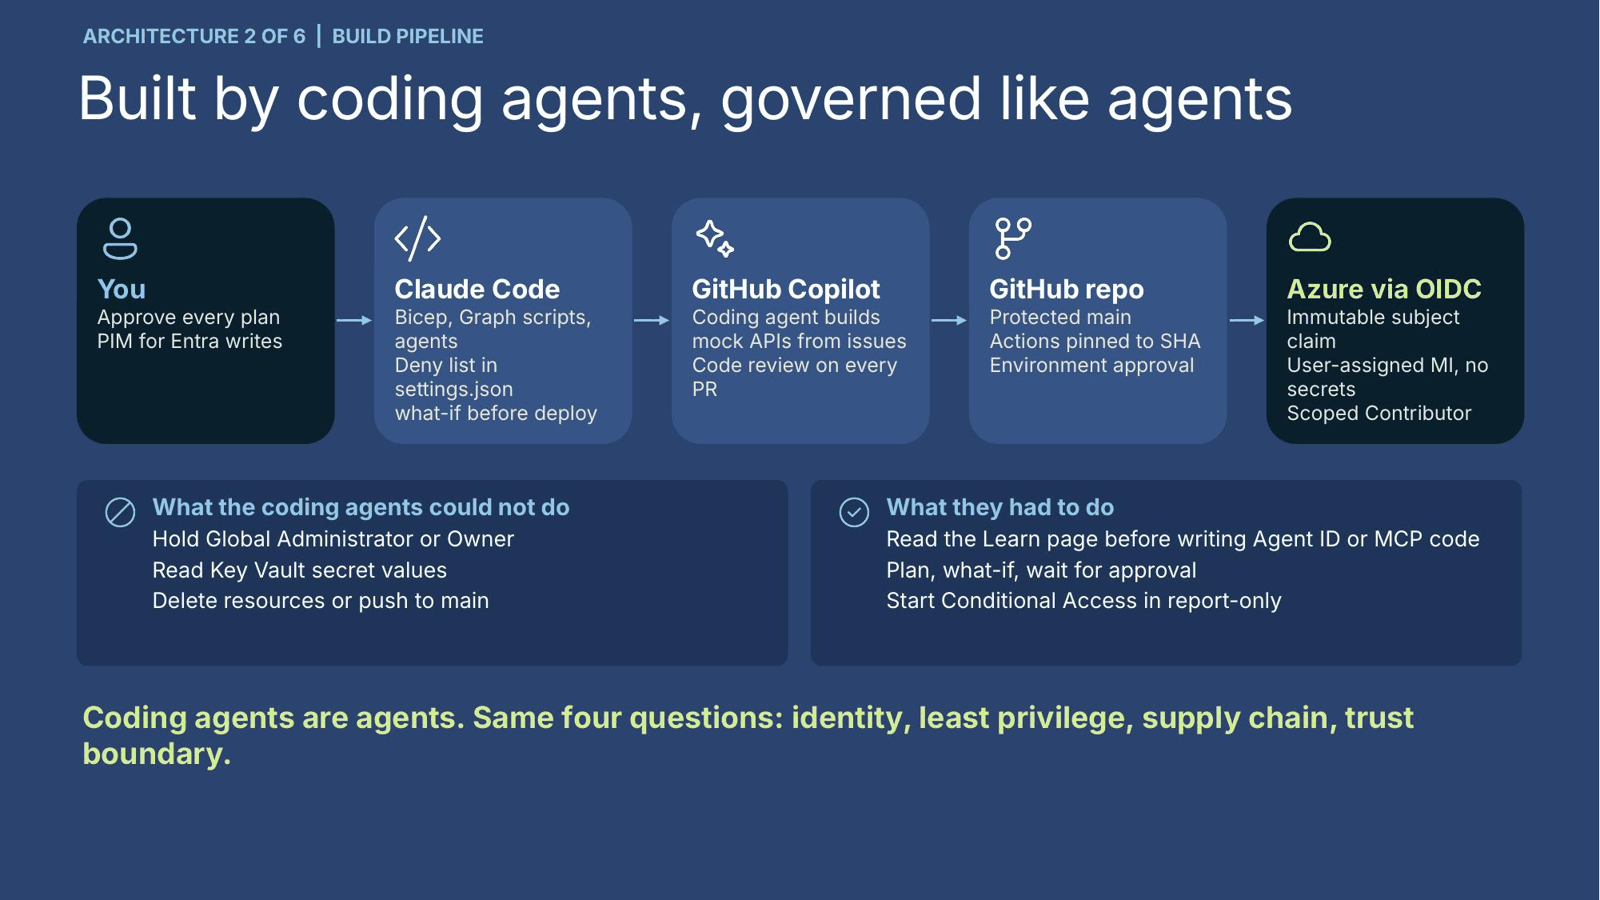 ARCHITECTURE 2 OF 6 | BUILD PIPELINE
Built by coding agents, governed like agents
You
Approve every plan
PIM for Entra writes
Claude Code
Bicep, Graph scripts,
agents
Deny list in
settings.json
what-if before deploy
GitHub Copilot
Coding agent builds
mock APIs from issues
Code review on every
PR
GitHub repo
Protected main
Actions pinned to SHA
Environment approval
Azure via OIDC
Immutable subject
claim
User-assigned MI, no
secrets
Scoped Contributor
What the coding agents could not do
Hold Global Administrator or Owner
Read Key Vault secret values
Delete resources or push to main
What they had to do
Read the Learn page before writing Agent ID or MCP code
Plan, what-if, wait for approval
Start Conditional Access in report-only
Coding agents are agents. Same four questions: identity, least privilege, supply chain, trust
boundary.